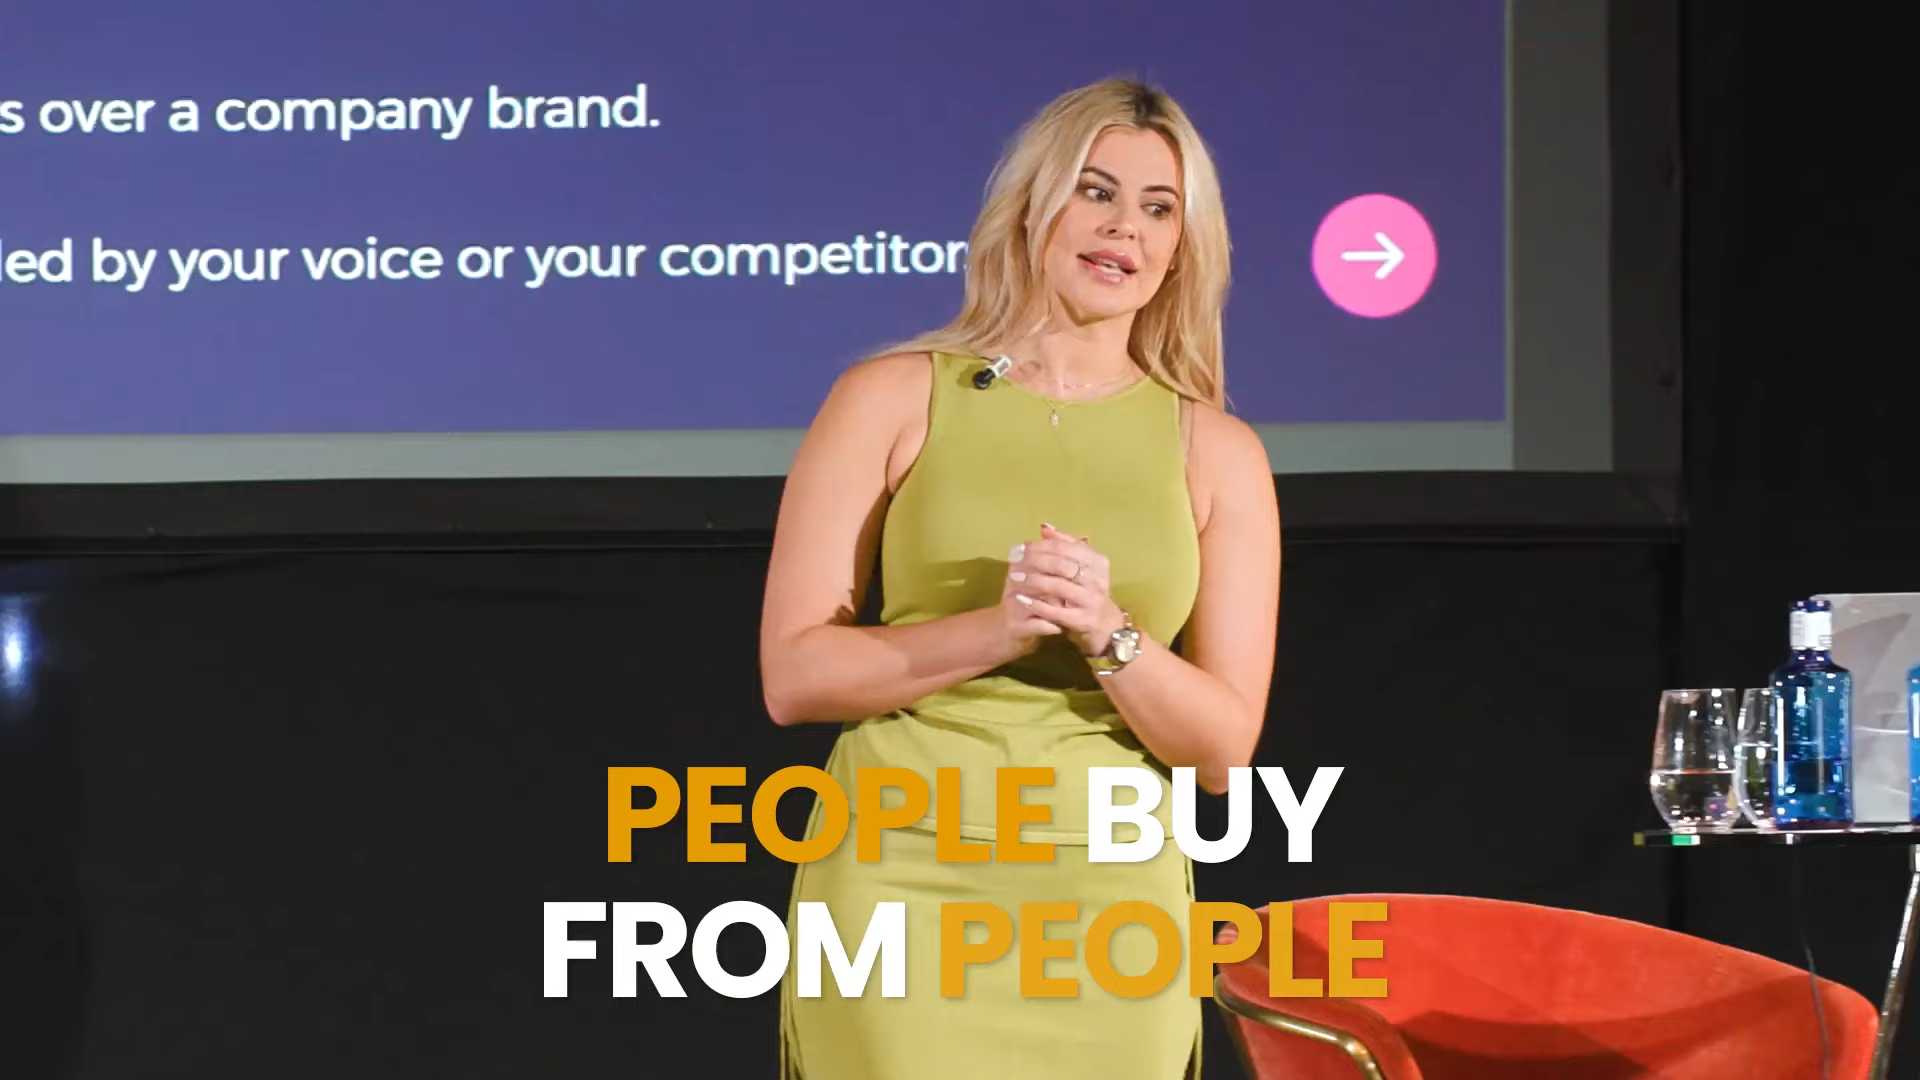 s over a company brand.
led by your voice or your competitor
PEOPLE BUY
FROM PEOPLE